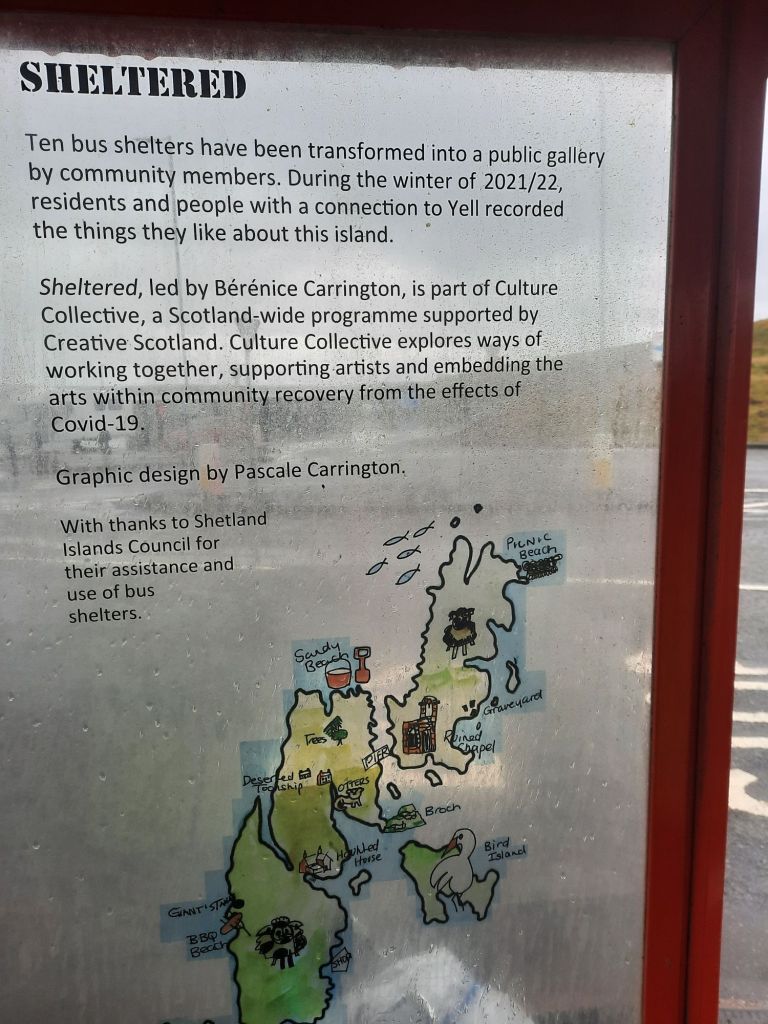 SHELTERED
Ten bus shelters have been transformed into a public gallery
by community members. During the winter of 2021/22,
residents and people with a connection to Yell recorded
the things they like about this island.
Sheltered, led by Bérénice Carrington, is part of Culture
Collective, a Scotland-wide programme supported by
Creative Scotland. Culture Collective explores ways of
working together, supporting artists and embedding the
arts within community recovery from the effects of
Covid-19.
Graphic design by Pascale Carrington.
With thanks to Shetland
Islands Council for
their assistance and
use of bus
shelters.
PICNIC
BEACH
Sandy
Beach
Graveyard
Ruined
Chapel
Trees
PIER
Deserted
Township
OTTERS
Broch
Haunted
House
Bird
Island
GIANT'S
BBQ
Beach
SHOP